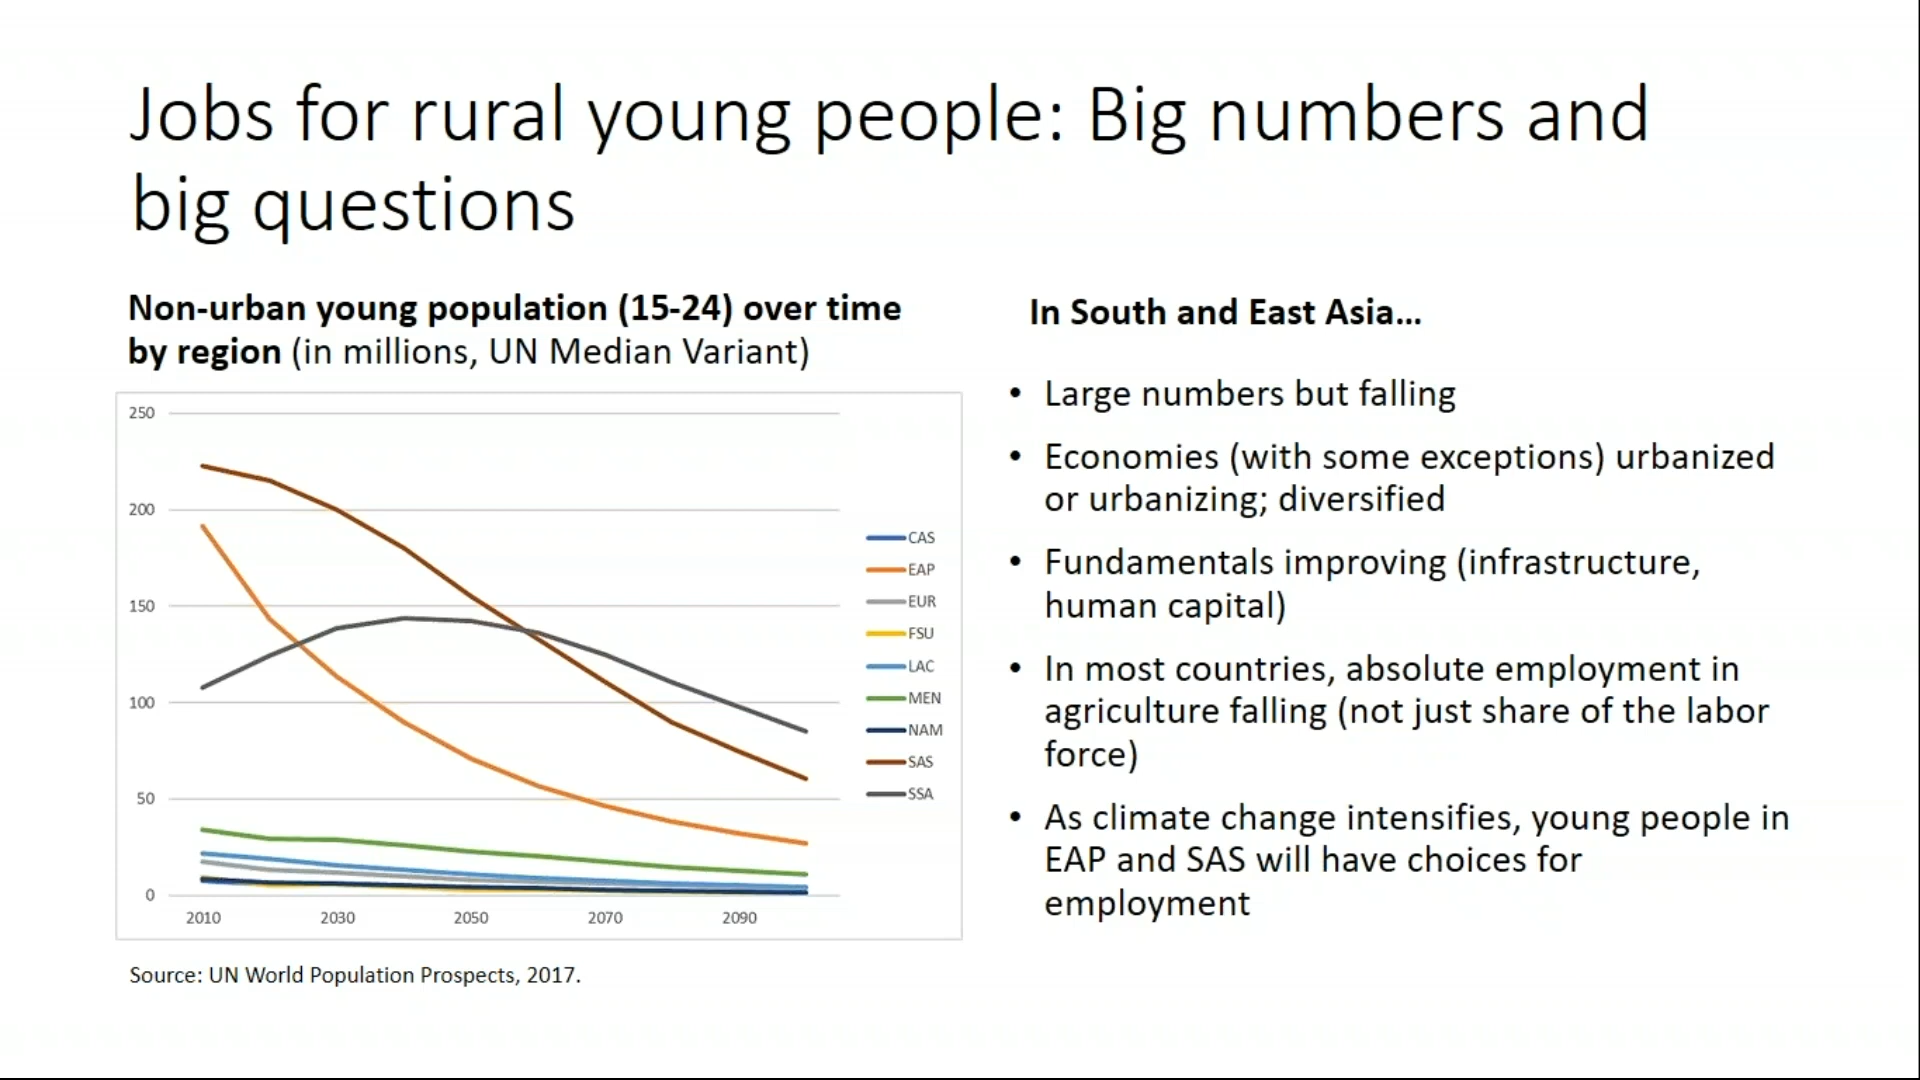 Jobs for rural young people: Big numbers and
big questions
Non-urban young population (15-24) over time
by region (in millions, UN Median Variant)
250
200
150
100
50
0
2010
2030
2050
2070
2090
CAS
EAP
EUR
FSU
LAC
MEN
NAM
SAS
SSA
Source: UN World Population Prospects, 2017.
In South and East Asia...
• Large numbers but falling
• Economies (with some exceptions) urbanized
or urbanizing; diversified
• Fundamentals improving (infrastructure,
human capital)
• In most countries, absolute employment in
agriculture falling (not just share of the labor
force)
• As climate change intensifies, young people in
EAP and SAS will have choices for
employment